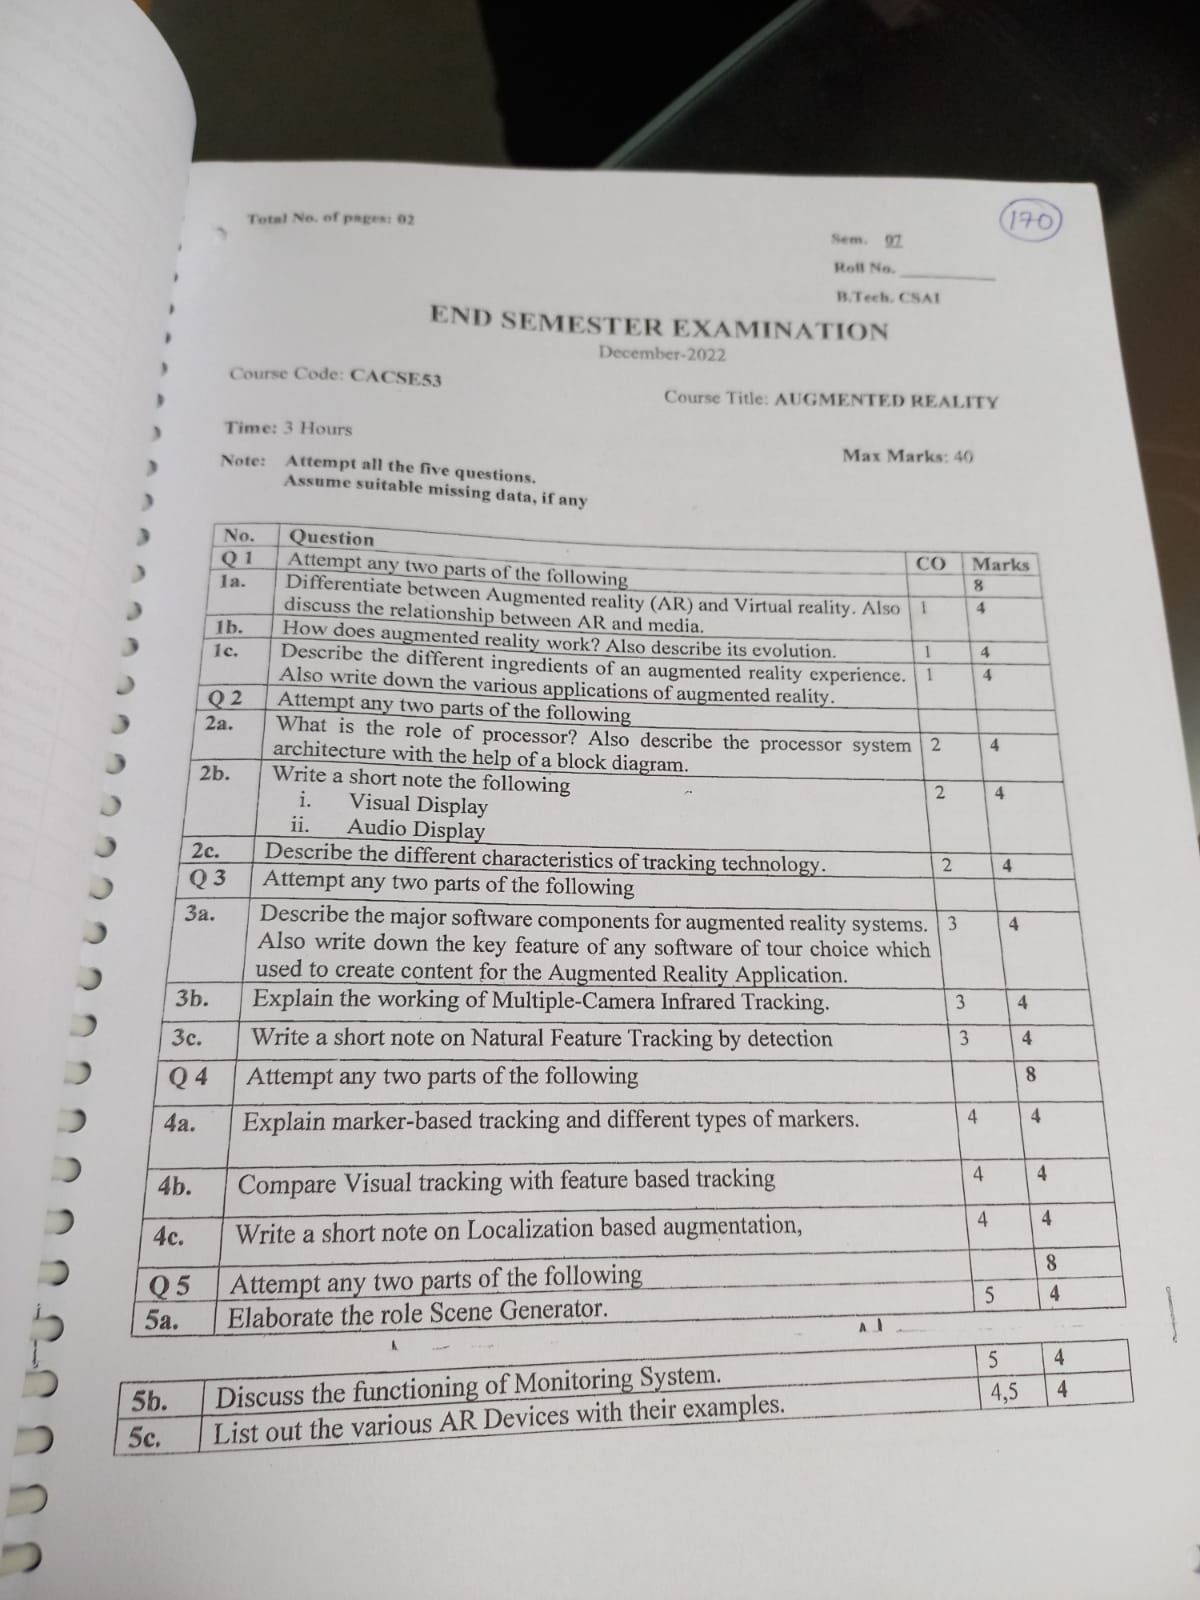 Total No. of pages: 02
170
Sem. 07
Roll No. ________
B.Tech. CSAI
END SEMESTER EXAMINATION
December-2022
Course Code: CACSE53
Course Title: AUGMENTED REALITY
Time: 3 Hours
Max Marks: 40
Note: Attempt all the five questions.
Assume suitable missing data, if any
No. Question CO Marks
Q 1 Attempt any two parts of the following 8
1a. Differentiate between Augmented reality (AR) and Virtual reality. Also 1 4
discuss the relationship between AR and media.
1b. How does augmented reality work? Also describe its evolution. 1 4
1c. Describe the different ingredients of an augmented reality experience. 1 4
Also write down the various applications of augmented reality.
Q 2 Attempt any two parts of the following
2a. What is the role of processor? Also describe the processor system 2 4
architecture with the help of a block diagram.
2b. Write a short note the following 2 4
i. Visual Display
ii. Audio Display
2c. Describe the different characteristics of tracking technology. 2 4
Q 3 Attempt any two parts of the following
3a. Describe the major software components for augmented reality systems. 3 4
Also write down the key feature of any software of tour choice which
used to create content for the Augmented Reality Application.
3b. Explain the working of Multiple-Camera Infrared Tracking. 3 4
3c. Write a short note on Natural Feature Tracking by detection 3 4
Q 4 Attempt any two parts of the following 8
4a. Explain marker-based tracking and different types of markers. 4 4
4b. Compare Visual tracking with feature based tracking 4 4
4c. Write a short note on Localization based augmentation, 4 4
Q 5 Attempt any two parts of the following 8
5a. Elaborate the role Scene Generator. 5 4
5b. Discuss the functioning of Monitoring System. 5 4
5c. List out the various AR Devices with their examples. 4,5 4